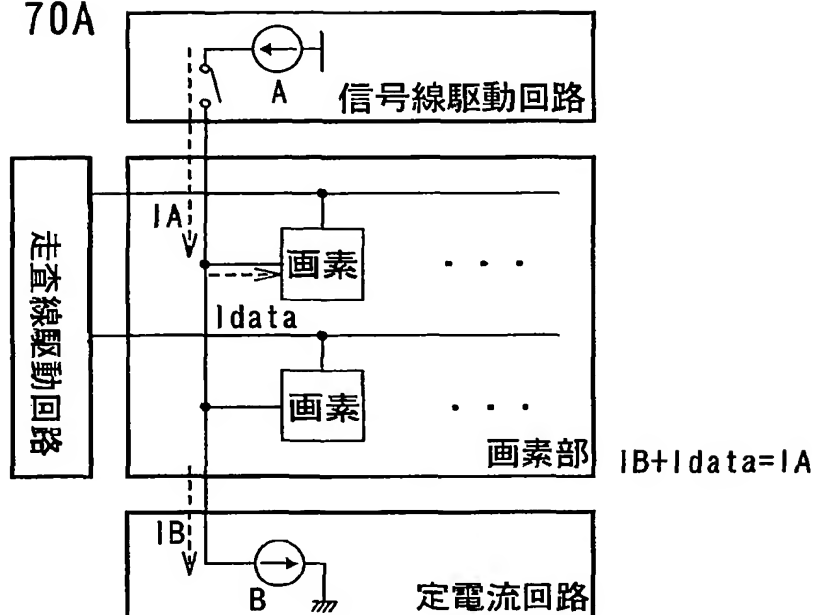 70A
A
信号線駆動回路
走査線駆動回路
IA
画素
. . .
Idata
画素
. . .
画素部
IB+Idata=IA
IB
B
定電流回路